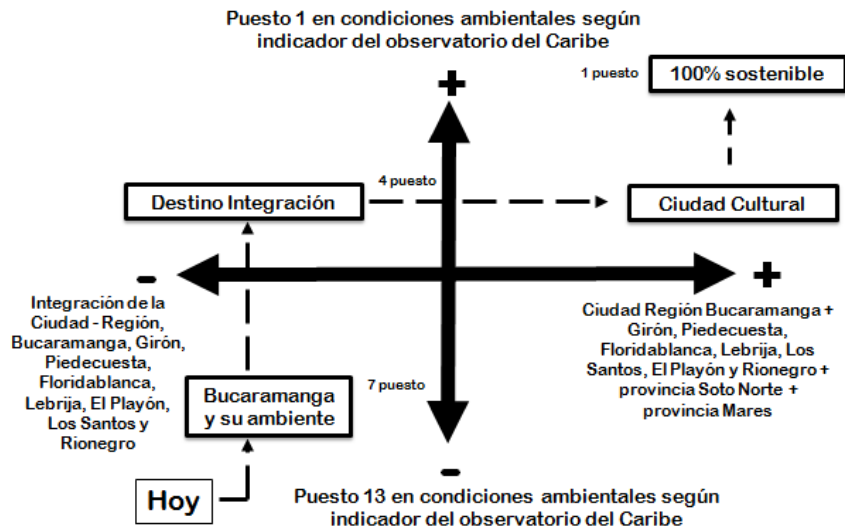 Puesto 1 en condiciones ambientales según
indicador del observatorio del Caribe
1 puesto
100% sostenible
+
4 puesto
Destino Integración
Ciudad Cultural
-
+
Integración de la
Ciudad - Región,
Bucaramanga, Girón,
Piedecuesta,
Floridablanca,
Lebrija, El Playón,
Los Santos y
Rionegro
Ciudad Región Bucaramanga +
Girón, Piedecuesta,
Floridablanca, Lebrija, Los
Santos, El Playón y Rionegro +
provincia Soto Norte +
provincia Mares
Bucaramanga
y su ambiente
7 puesto
-
Hoy
Puesto 13 en condiciones ambientales según
indicador del observatorio del Caribe